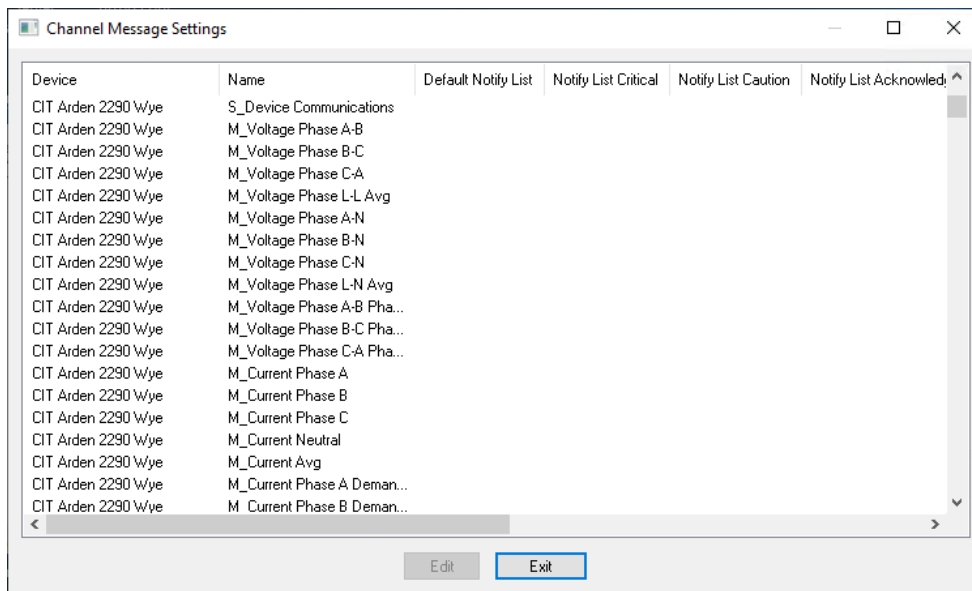 Channel Message Settings
Device Name Default Notify List Notify List Critical Notify List Caution Notify List Acknowled
CIT Arden 2290 Wye S_Device Communications
CIT Arden 2290 Wye M_Voltage Phase A-B
CIT Arden 2290 Wye M_Voltage Phase B-C
CIT Arden 2290 Wye M_Voltage Phase C-A
CIT Arden 2290 Wye M_Voltage Phase L-L Avg
CIT Arden 2290 Wye M_Voltage Phase A-N
CIT Arden 2290 Wye M_Voltage Phase B-N
CIT Arden 2290 Wye M_Voltage Phase C-N
CIT Arden 2290 Wye M_Voltage Phase L-N Avg
CIT Arden 2290 Wye M_Voltage Phase A-B Pha...
CIT Arden 2290 Wye M_Voltage Phase B-C Pha...
CIT Arden 2290 Wye M_Voltage Phase C-A Pha...
CIT Arden 2290 Wye M_Current Phase A
CIT Arden 2290 Wye M_Current Phase B
CIT Arden 2290 Wye M_Current Phase C
CIT Arden 2290 Wye M_Current Neutral
CIT Arden 2290 Wye M_Current Avg
CIT Arden 2290 Wye M_Current Phase A Deman...
CIT Arden 2290 Wye M_Current Phase B Deman...
Edit Exit